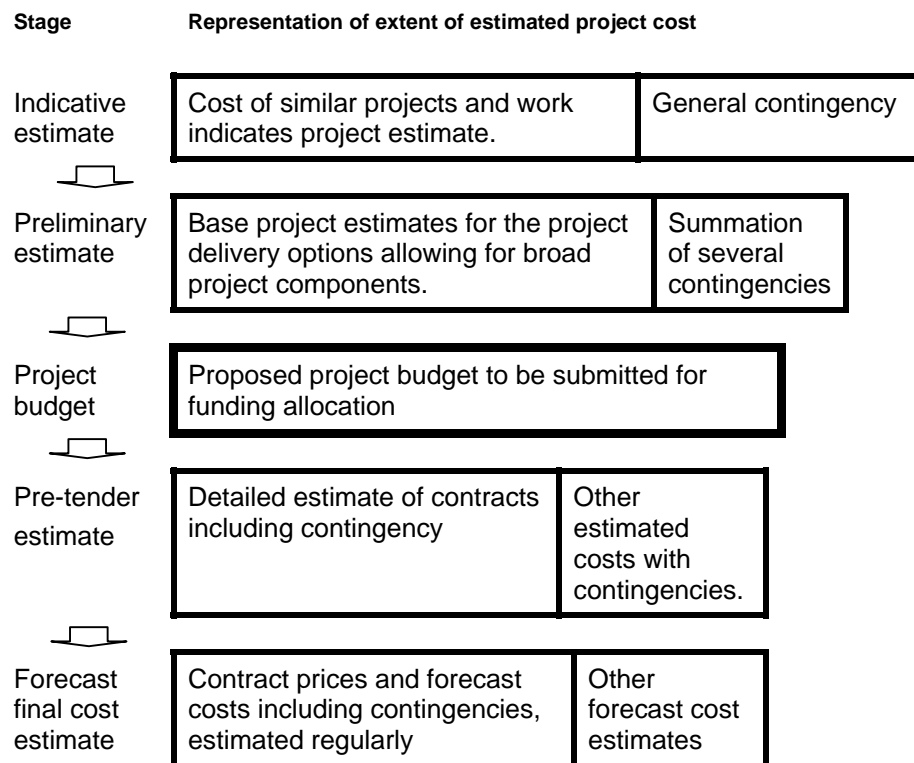 Stage Representation of extent of estimated project cost
Indicative
estimate
Cost of similar projects and work
indicates project estimate.
General contingency
Preliminary
estimate
Base project estimates for the project
delivery options allowing for broad
project components.
Summation
of several
contingencies
Project
budget
Proposed project budget to be submitted for
funding allocation
Pre-tender
estimate
Detailed estimate of contracts
including contingency
Other
estimated
costs with
contingencies.
Forecast
final cost
estimate
Contract prices and forecast
costs including contingencies,
estimated regularly
Other
forecast cost
estimates